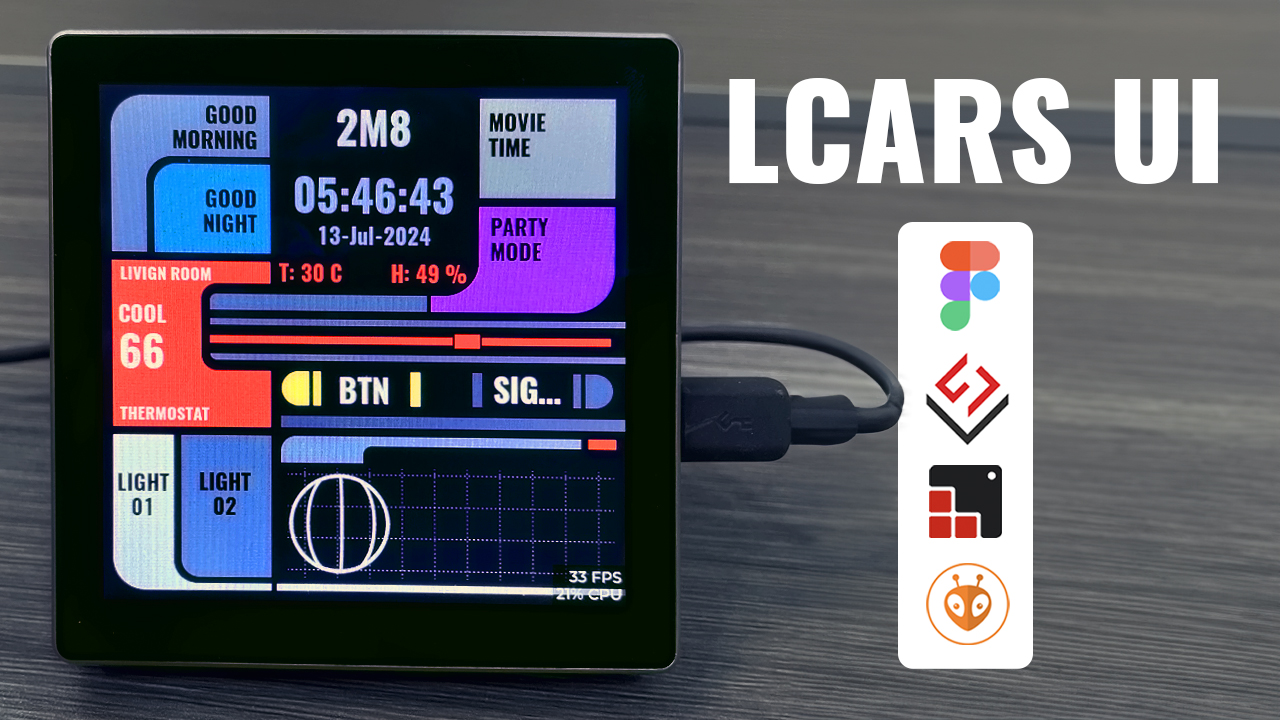 LCARS UI
GOOD
MORNING
GOOD
NIGHT
2M8
05:46:43
13-Jul-2024
T: 30 C H: 49 %
MOVIE
TIME
PARTY
MODE
LIVIGN ROOM
COOL
66
THERMOSTAT
BTN
SIG...
LIGHT
01
LIGHT
02
33 FPS
21% CPU